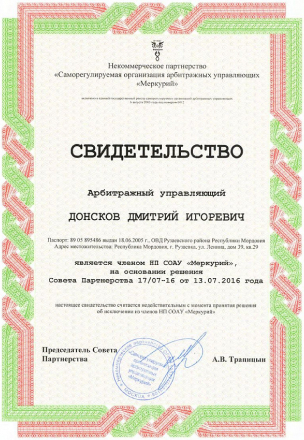 Некоммерческое партнерство
«Саморегулируемая организация арбитражных управляющих
«Меркурий»
СВИДЕТЕЛЬСТВО
Арбитражный управляющий
ДОНСКОВ ДМИТРИЙ ИГОРЕВИЧ
Паспорт: 89 05 895486 выдан 18.06.2005 г., ОВД Рузаевского района Республики Мордовия
Адрес местожительства: Республика Мордовия, г. Рузаевка, ул. Ленина, дом 39, кв.29
является членом НП СОАУ «Меркурий»,
на основании решения
Совета Партнерства 17/07-16 от 13.07.2016 года
настоящее свидетельство считается недействительным с момента принятия решения
об исключении из членов НП СОАУ «Меркурий»
Председатель Совета
Партнерства
А.В. Трапицын